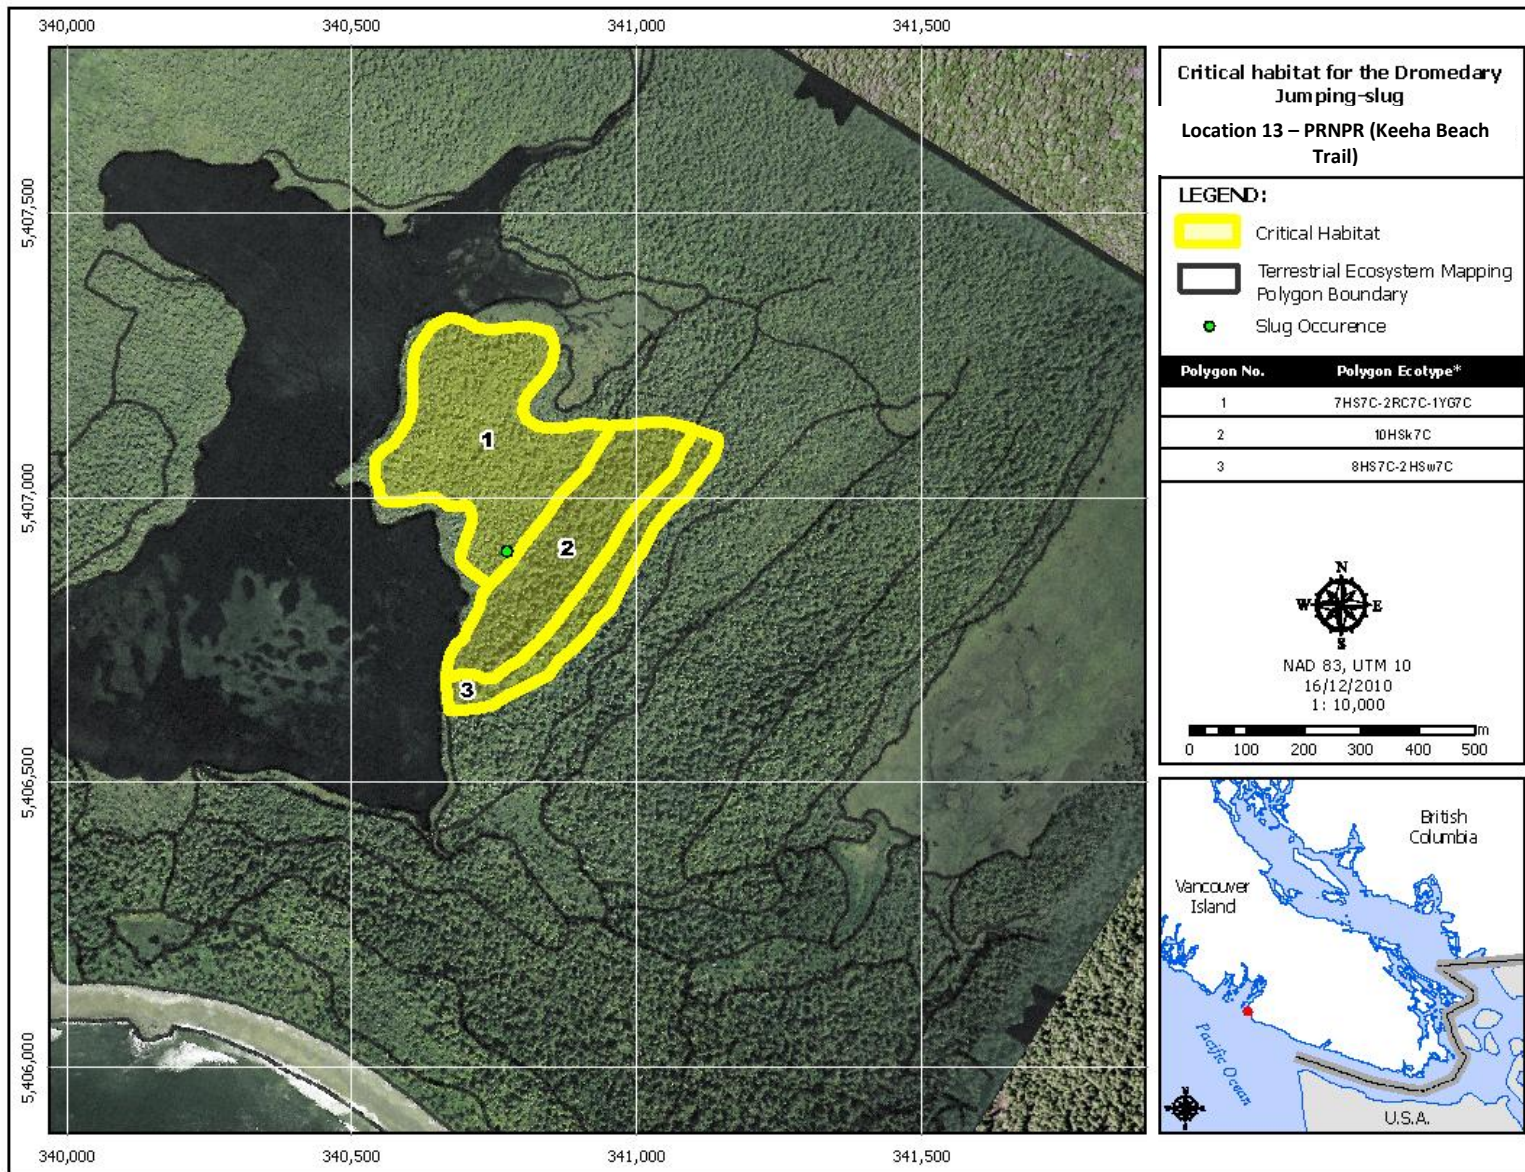 340,000
340,500
341,000
341,500
5,407,500
5,407,000
5,406,500
5,406,000
1
2
3
340,000
340,500
341,000
341,500
Critical habitat for the Dromedary
Jumping-slug
Location 13 – PRNPR (Keeha Beach
Trail)
LEGEND:
Critical Habitat
Terrestrial Ecosystem Mapping
Polygon Boundary
Slug Occurence
Polygon No. Polygon Ecotype*
1 7HS7C-2RC7C-1YG7C
2 10HSk7C
3 8HS7C-2HSw7C
N
W E
S
NAD 83, UTM 10
16/12/2010
1: 10,000
m
0 100 200 300 400 500
British
Columbia
Vancouver
Island
Pacific Ocean
U.S.A.
N